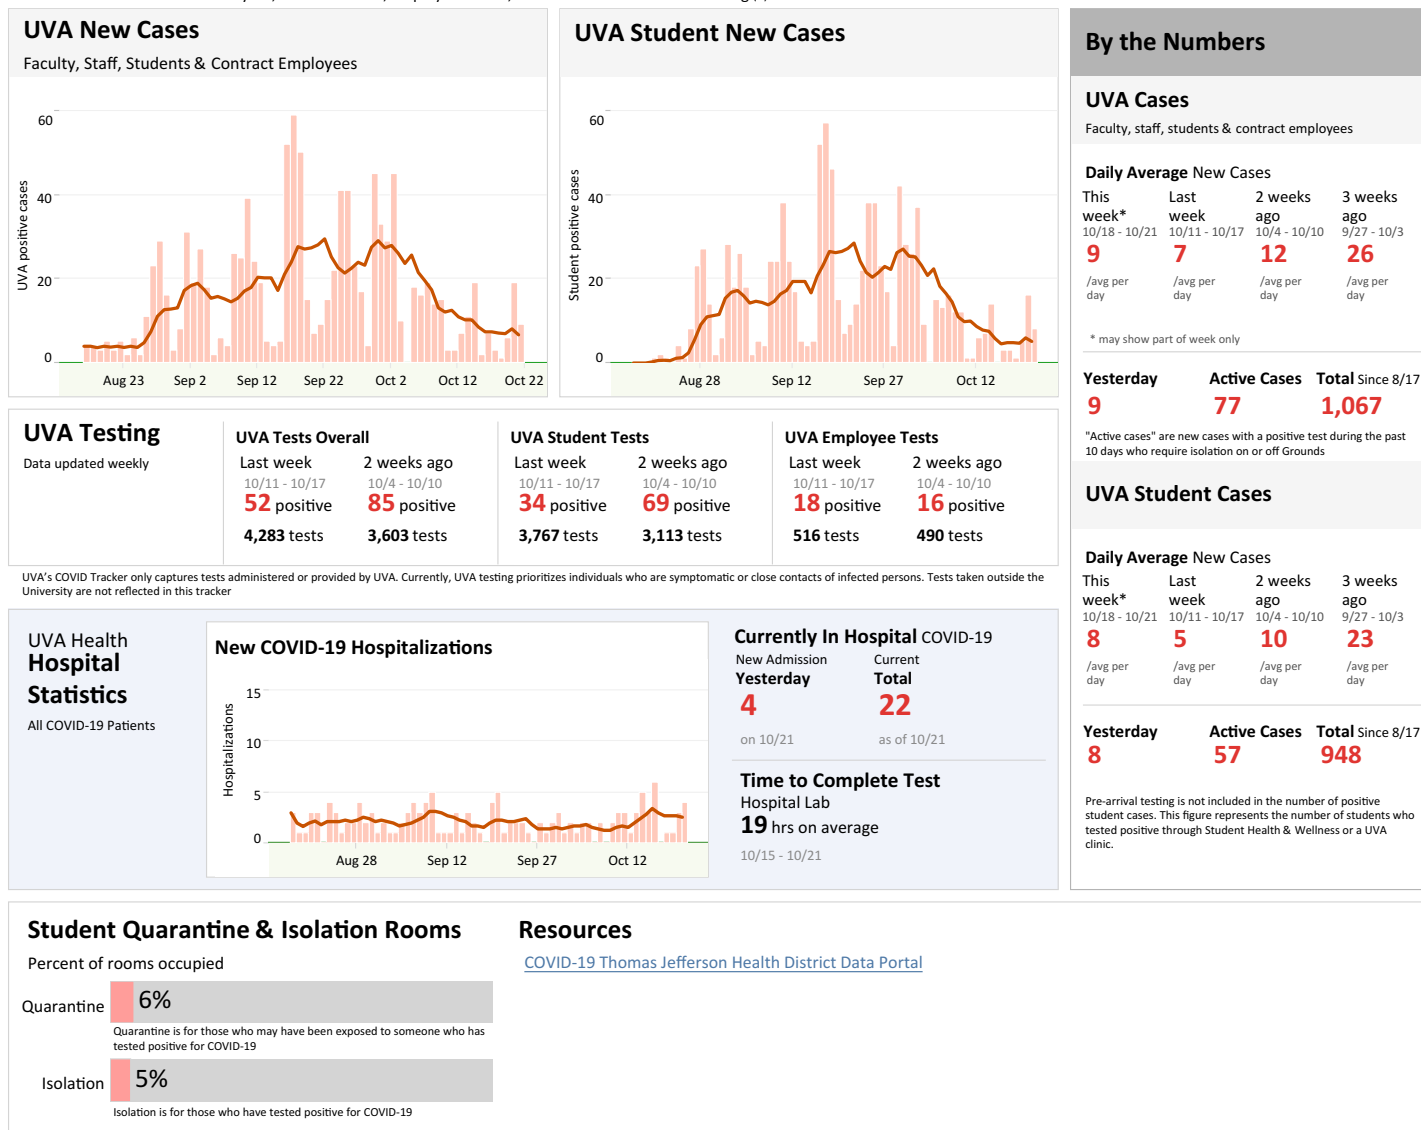 UVA New Cases
Faculty, Staff, Students & Contract Employees
60
40
20
0
UVA positive cases
Aug 23 Sep 2 Sep 12 Sep 22 Oct 2 Oct 12 Oct 22
UVA Student New Cases
60
40
20
0
Student positive cases
Aug 28 Sep 12 Sep 27 Oct 12
By the Numbers
UVA Cases
Faculty, staff, students & contract employees
Daily Average New Cases
This Last 2 weeks 3 weeks
week* week ago ago
10/18 - 10/21 10/11 - 10/17 10/4 - 10/10 9/27 - 10/3
9 7 12 26
/avg per /avg per /avg per /avg per
day day day day
* may show part of week only
Yesterday Active Cases Total Since 8/17
9 77 1,067
"Active cases" are new cases with a positive test during the past
10 days who require isolation on or off Grounds
UVA Student Cases
Daily Average New Cases
This Last 2 weeks 3 weeks
week* week ago ago
10/18 - 10/21 10/11 - 10/17 10/4 - 10/10 9/27 - 10/3
8 5 10 23
/avg per /avg per /avg per /avg per
day day day day
Yesterday Active Cases Total Since 8/17
8 57 948
Pre-arrival testing is not included in the number of positive
student cases. This figure represents the number of students who
tested positive through Student Health & Wellness or a UVA
clinic.
UVA Testing
Data updated weekly
UVA Tests Overall
Last week 2 weeks ago
10/11 - 10/17 10/4 - 10/10
52 positive 85 positive
4,283 tests 3,603 tests
UVA Student Tests
Last week 2 weeks ago
10/11 - 10/17 10/4 - 10/10
34 positive 69 positive
3,767 tests 3,113 tests
UVA Employee Tests
Last week 2 weeks ago
10/11 - 10/17 10/4 - 10/10
18 positive 16 positive
516 tests 490 tests
UVA's COVID Tracker only captures tests administered or provided by UVA. Currently, UVA testing prioritizes individuals who are symptomatic or close contacts of infected persons. Tests taken outside the
University are not reflected in this tracker
UVA Health
Hospital
Statistics
All COVID-19 Patients
New COVID-19 Hospitalizations
15
10
5
0
Hospitalizations
Aug 28 Sep 12 Sep 27 Oct 12
Currently In Hospital COVID-19
New Admission Current
Yesterday Total
4 22
on 10/21 as of 10/21
Time to Complete Test
Hospital Lab
19 hrs on average
10/15 - 10/21
Student Quarantine & Isolation Rooms
Percent of rooms occupied
Quarantine 6%
Quarantine is for those who may have been exposed to someone who has
tested positive for COVID-19
Isolation 5%
Isolation is for those who have tested positive for COVID-19
Resources
COVID-19 Thomas Jefferson Health District Data Portal